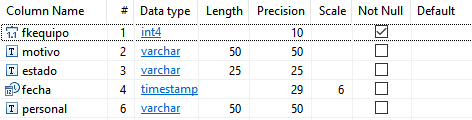 Column Name # Data type Length Precision Scale Not Null Default
fkequipo 1 int4 10
motivo 2 varchar 50 50
estado 3 varchar 25 25
fecha 4 timestamp 29 6
personal 6 varchar 50 50